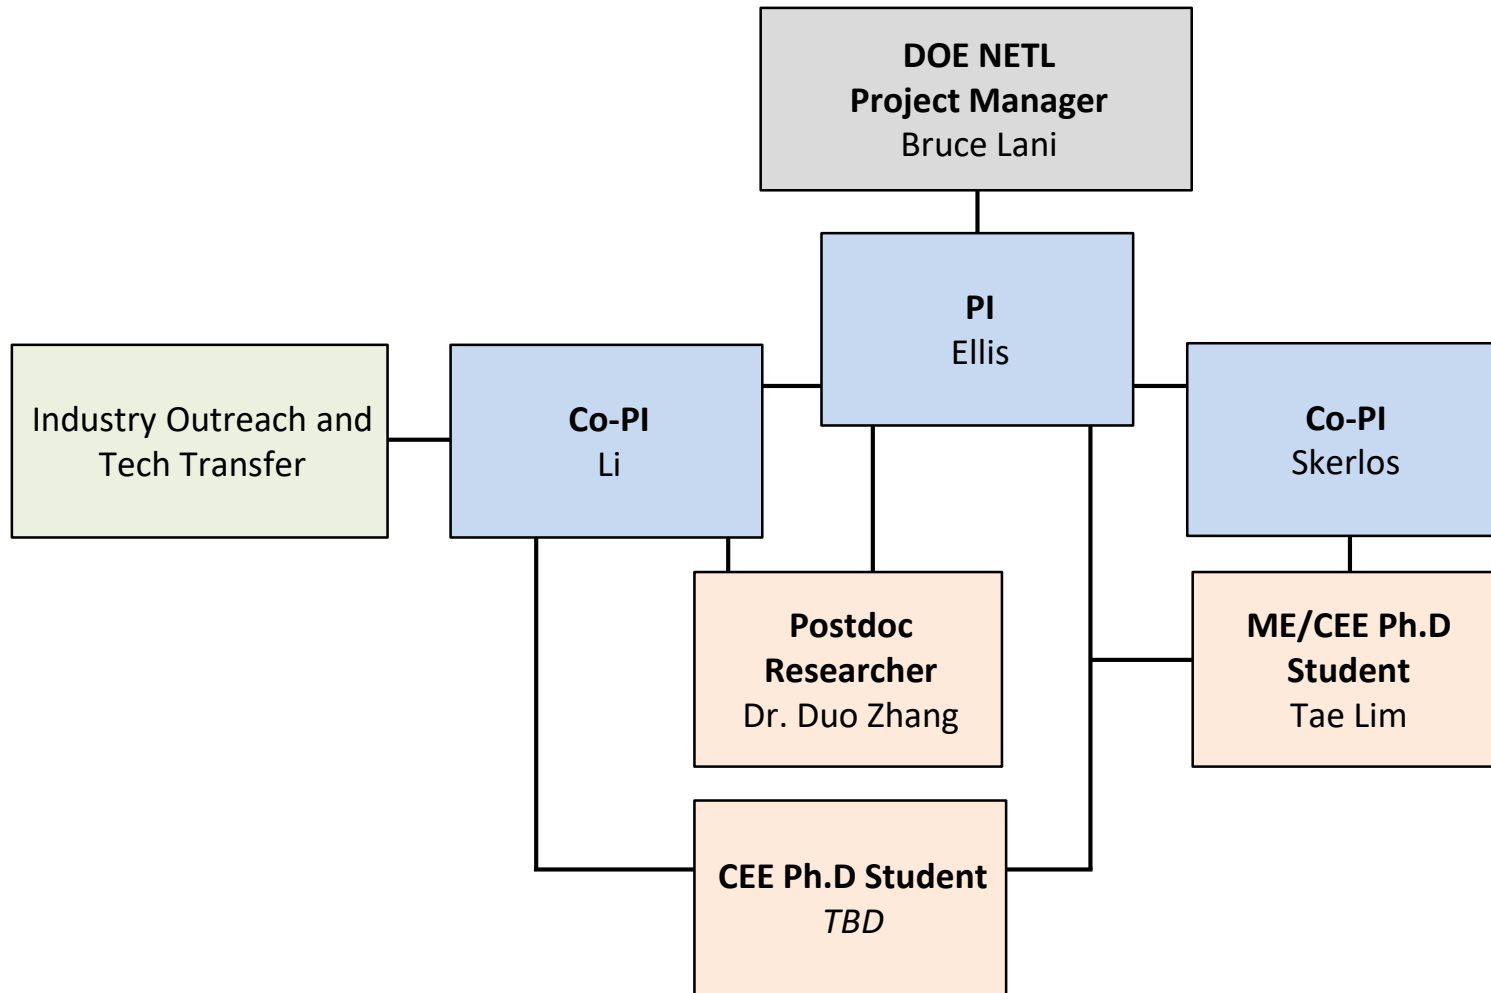 DOE NETL
Project Manager
Bruce Lani
PI
Ellis
Industry Outreach and
Tech Transfer
Co-PI
Li
Co-PI
Skerlos
Postdoc
Researcher
Dr. Duo Zhang
ME/CEE Ph.D
Student
Tae Lim
CEE Ph.D Student
TBD